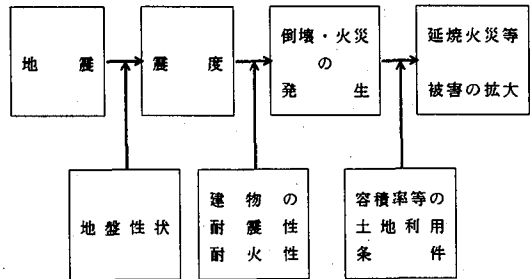 地震
震度
倒壊・火災
の
発生
延焼火災等
被害の拡大
地盤性状
建物の
耐震性
耐火性
容積率等の
土地利用
条件